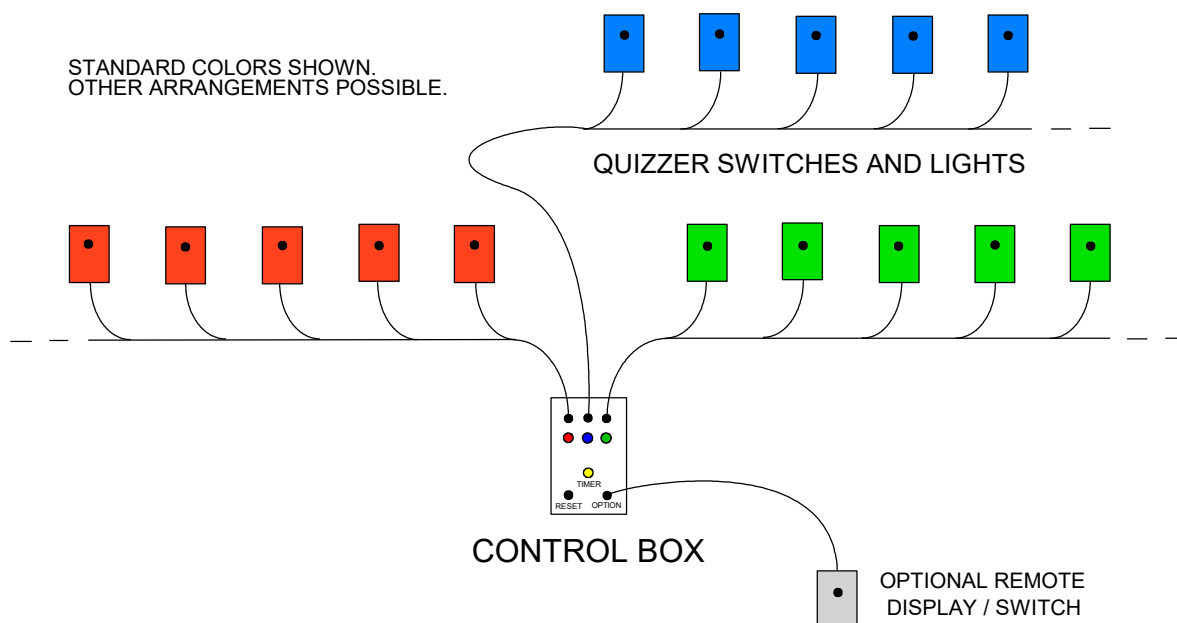 STANDARD COLORS SHOWN.
OTHER ARRANGEMENTS POSSIBLE.
QUIZZER SWITCHES AND LIGHTS
TIMER
RESET
OPTION
CONTROL BOX
OPTIONAL REMOTE
DISPLAY / SWITCH